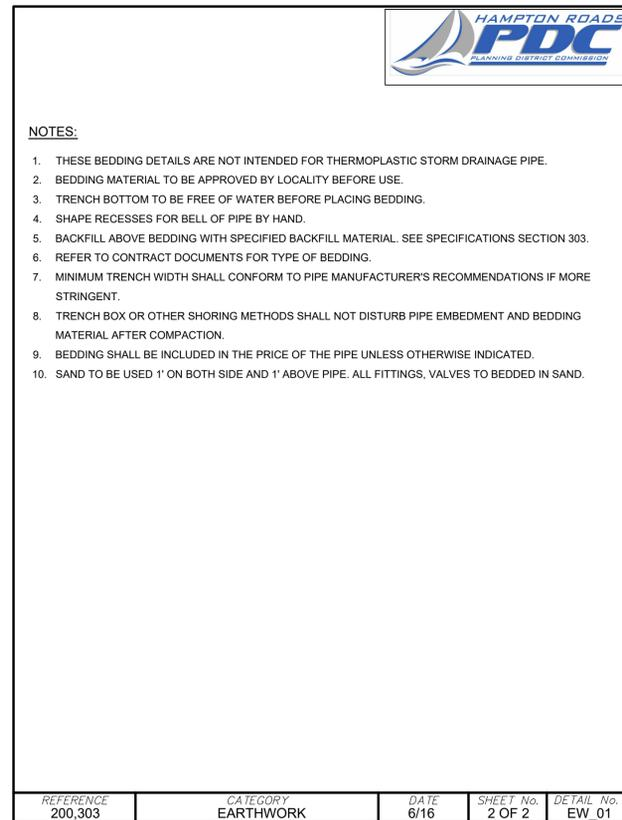 HAMPTON ROADS
PDC
PLANNING DISTRICT COMMISSION
NOTES:
1. THESE BEDDING DETAILS ARE NOT INTENDED FOR THERMOPLASTIC STORM DRAINAGE PIPE.
2. BEDDING MATERIAL TO BE APPROVED BY LOCALITY BEFORE USE.
3. TRENCH BOTTOM TO BE FREE OF WATER BEFORE PLACING BEDDING.
4. SHAPE RECESSES FOR BELL OF PIPE BY HAND.
5. BACKFILL ABOVE BEDDING WITH SPECIFIED BACKFILL MATERIAL. SEE SPECIFICATIONS SECTION 303.
6. REFER TO CONTRACT DOCUMENTS FOR TYPE OF BEDDING.
7. MINIMUM TRENCH WIDTH SHALL CONFORM TO PIPE MANUFACTURER'S RECOMMENDATIONS IF MORE
STRINGENT.
8. TRENCH BOX OR OTHER SHORING METHODS SHALL NOT DISTURB PIPE EMBEDMENT AND BEDDING
MATERIAL AFTER COMPACTION.
9. BEDDING SHALL BE INCLUDED IN THE PRICE OF THE PIPE UNLESS OTHERWISE INDICATED.
10. SAND TO BE USED 1' ON BOTH SIDE AND 1' ABOVE PIPE. ALL FITTINGS, VALVES TO BEDDED IN SAND.
REFERENCE CATEGORY DATE SHEET No. DETAIL No.
200,303 EARTHWORK 6/16 2 OF 2 EW_01